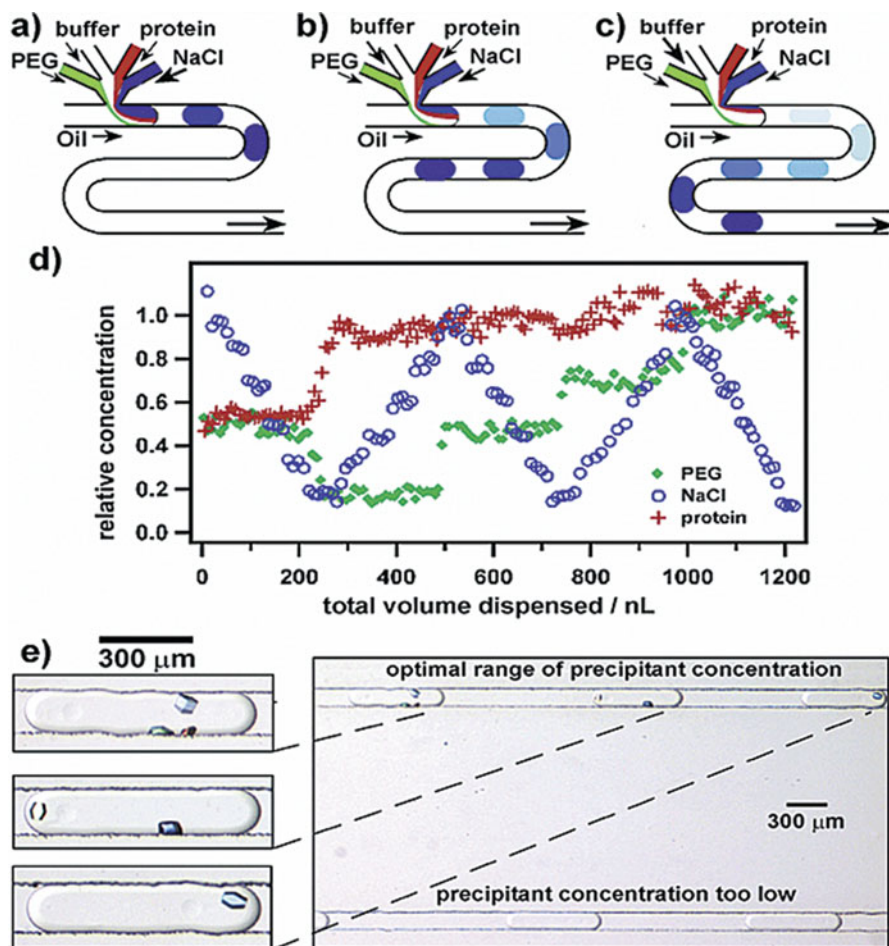 a)
buffer protein
PEG NaCl
Oil
b)
buffer protein
PEG NaCl
Oil
c)
buffer protein
PEG NaCl
Oil
d)
relative concentration
1.0
0.8
0.6
0.4
0.2
0.0
PEG
NaCl
protein
0 200 400 600 800 1000 1200
total volume dispensed / nL
e)
300 µm
optimal range of precipitant concentration
300 µm
precipitant concentration too low